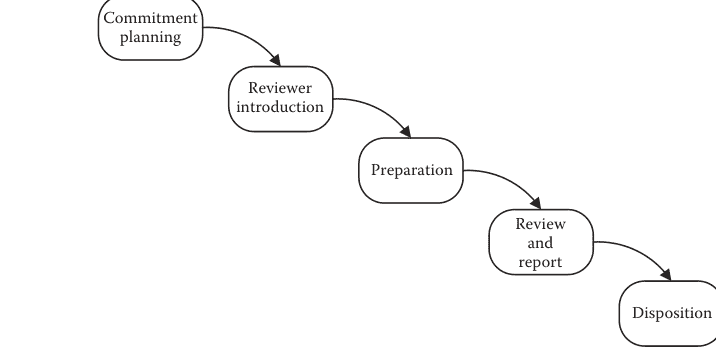 Commitment
planning
Reviewer
introduction
Preparation
Review
and
report
Disposition